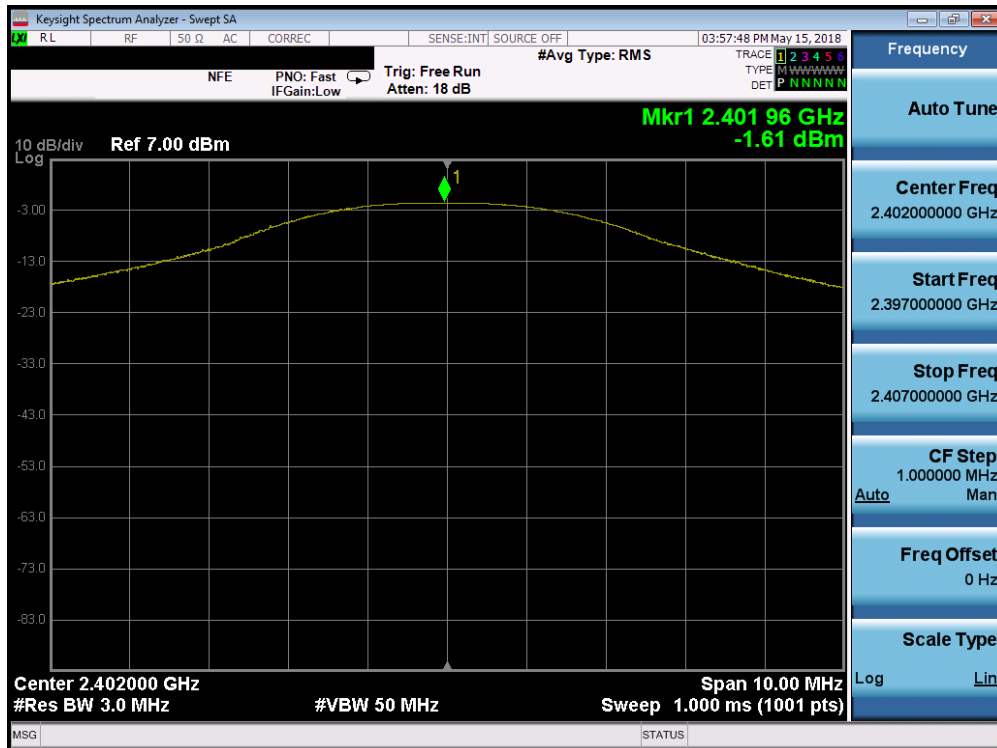 Keysight Spectrum Analyzer - Swept SA
LXI RL RF 50 Ω AC CORREC SENSE:INT SOURCE OFF 03:57:48 PM May 15, 2018
#Avg Type: RMS
TRACE 1 2 3 4 5 6
NFE PNO: Fast Trig: Free Run
TYPE M WWWWW
IFGain:Low Atten: 18 dB
DET P N N N N N
Mkr1 2.401 96 GHz
-1.61 dBm
10 dB/div Ref 7.00 dBm
Log
1
-3.00
-13.0
-23.0
-33.0
-43.0
-53.0
-63.0
-73.0
-83.0
Center 2.402000 GHz Span 10.00 MHz
#Res BW 3.0 MHz #VBW 50 MHz Sweep 1.000 ms (1001 pts)
MSG STATUS
Frequency
Auto Tune
Center Freq
2.402000000 GHz
Start Freq
2.397000000 GHz
Stop Freq
2.407000000 GHz
CF Step
1.000000 MHz
Auto Man
Freq Offset
0 Hz
Scale Type
Log Lin